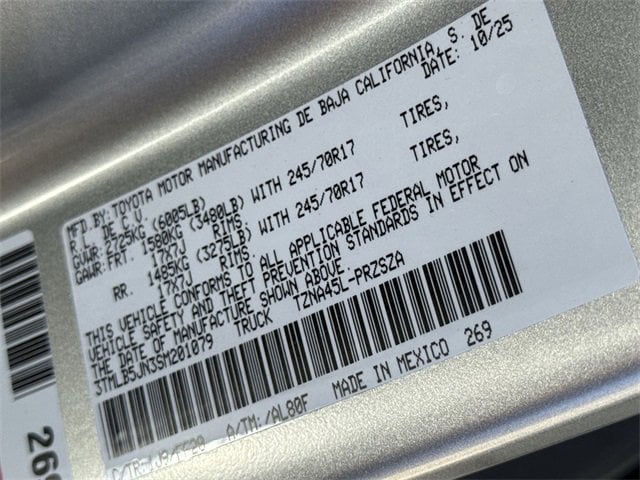 MFD.BY:TOYOTA MOTOR MANUFACTURING DE BAJA CALIFORNIA, S. DE
R.L. DE C.V. DATE: 10/25
GVWR: 2725KG (6005LB)
GAWR:FRT. 1580KG (3480LB) WITH 245/70R17 TIRES,
17X7J RIMS
RR. 1485KG (3275LB) WITH 245/70R17 TIRES,
17X7J RIMS
THIS VEHICLE CONFORMS TO ALL APPLICABLE FEDERAL MOTOR
VEHICLE SAFETY AND THEFT PREVENTION STANDARDS IN EFFECT ON
THE DATE OF MANUFACTURE SHOWN ABOVE.
3TMLB5JN3SM201079 TRUCK TZNA45L-PRZSZA
A/TM:/AL80F MADE IN MEXICO 269